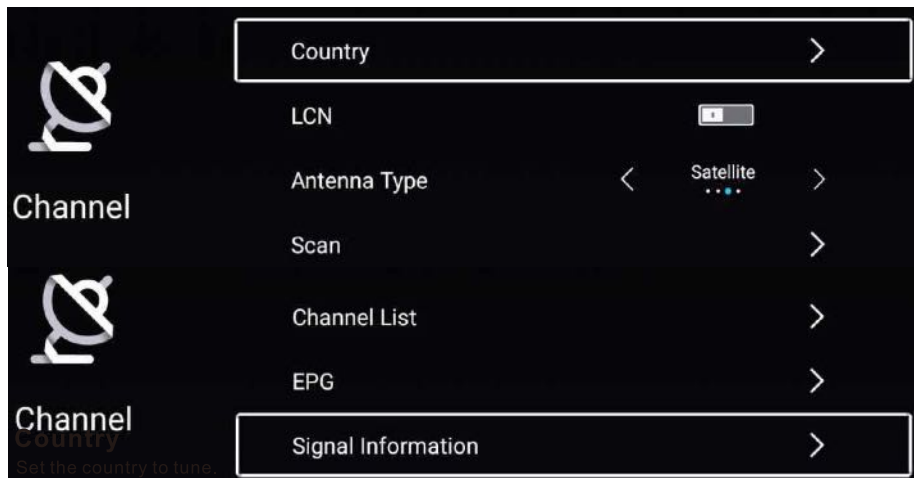 Country
LCN
Antenna Type
Satellite
Channel
Scan
Channel List
EPG
Channel
Country
Signal Information
Set the country to tune.